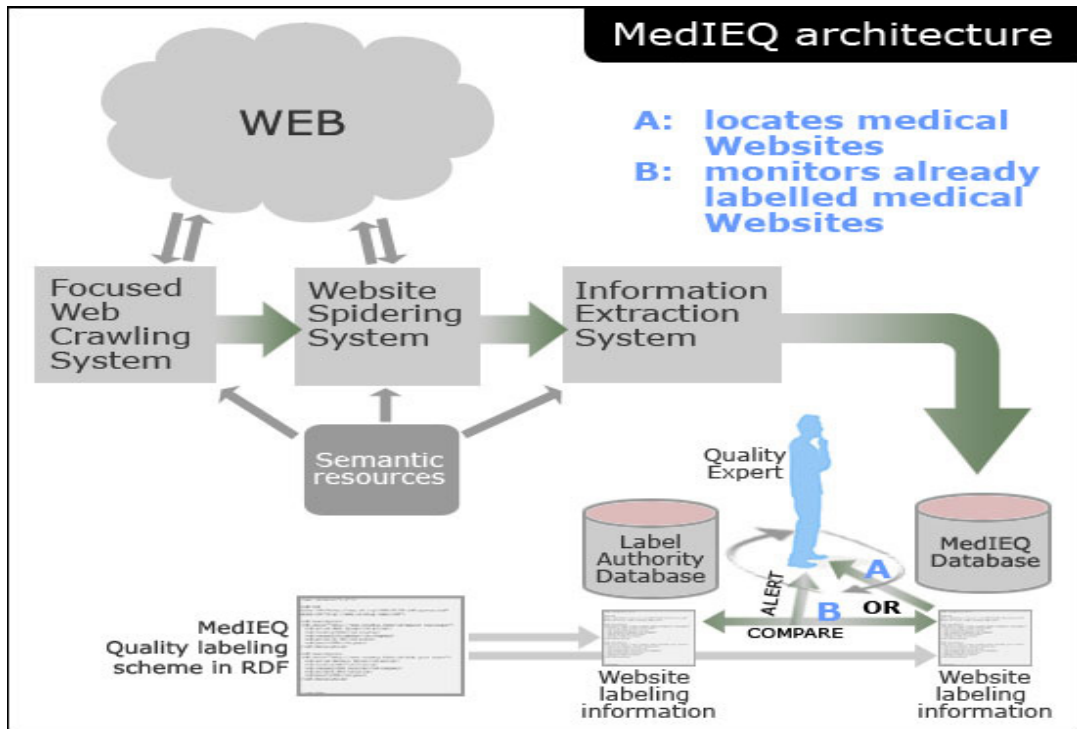 MedIEQ architecture
WEB
A: locates medical
Websites
B: monitors already
labelled medical
Websites
Focused
Web
Crawling
System
Website
Spidering
System
Information
Extraction
System
Semantic
resources
Quality
Expert
Label
Authority
Database
MedIEQ
Database
A
ALERT
B
OR
COMPARE
MedIEQ
Quality labeling
scheme in RDF
Website
labeling
information
Website
labeling
information